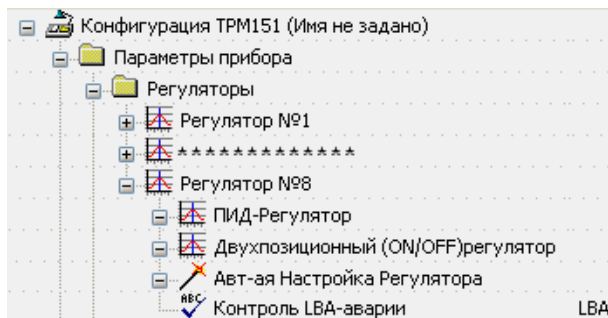 Конфигурация ТРМ151 (Имя не задано)
Параметры прибора
Регуляторы
Регулятор №1
*************
Регулятор №8
ПИД-Регулятор
Двухпозиционный (ON/OFF)регулятор
Авт-ая Настройка Регулятора
ABC Контроль LBA-аварии LBA